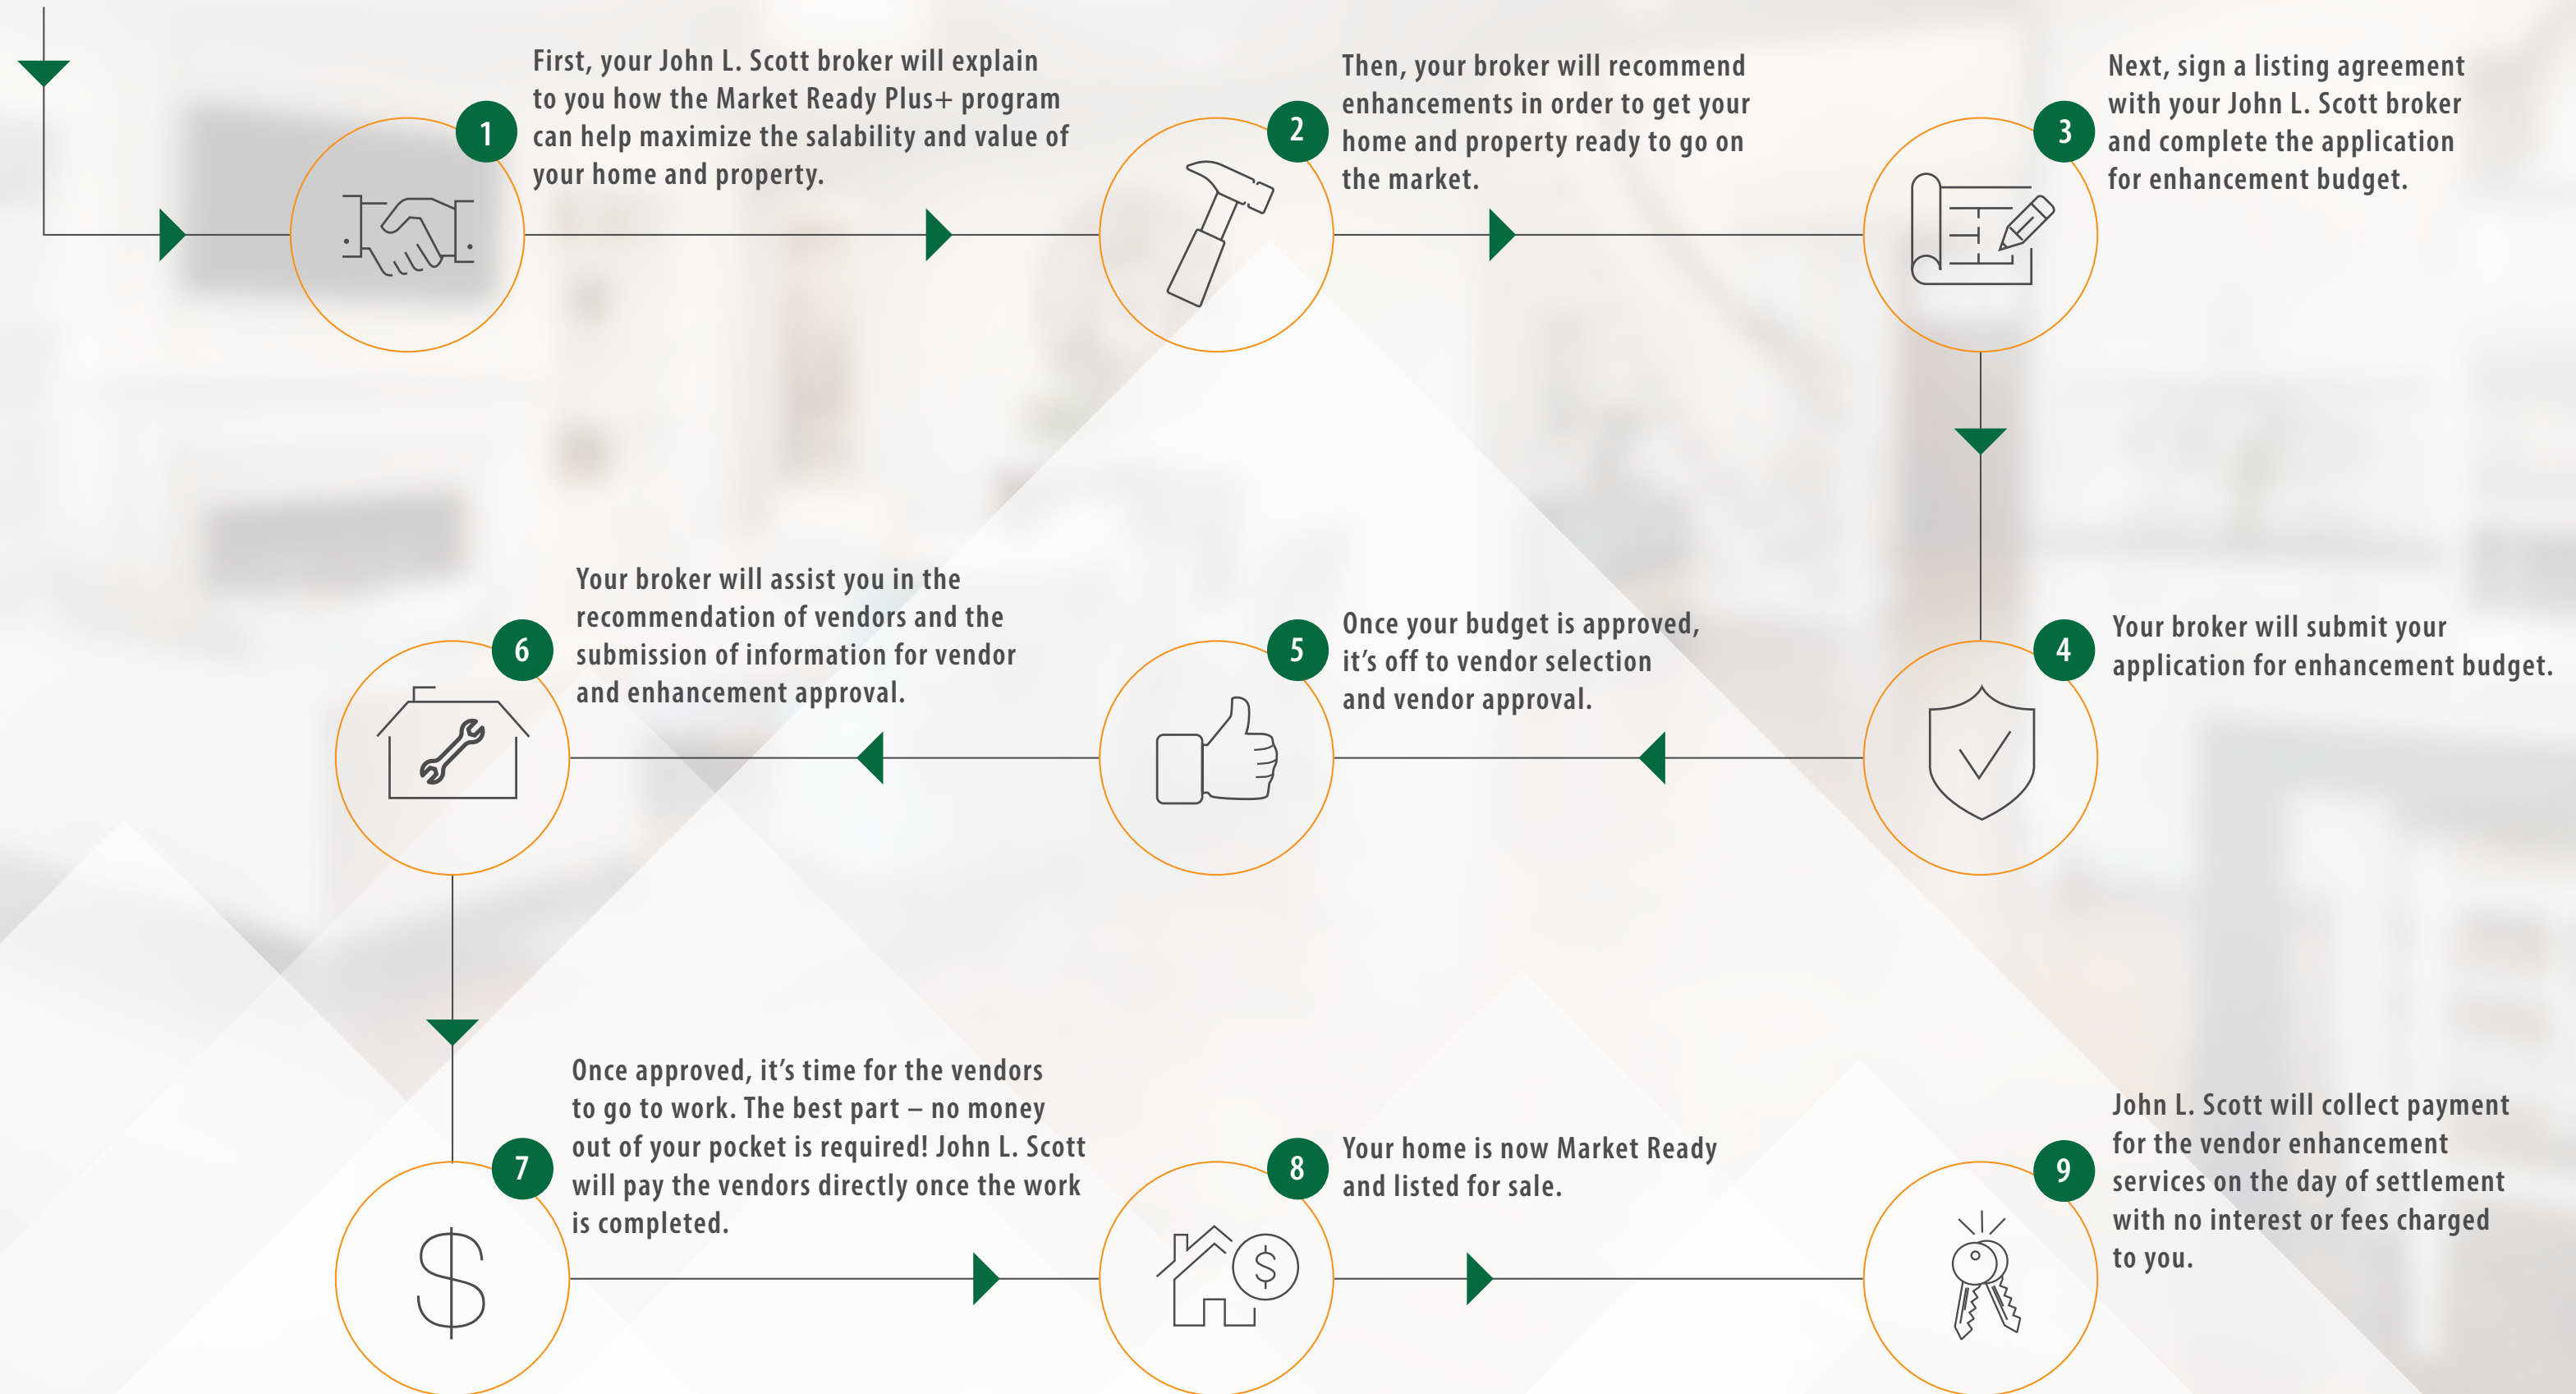 1
First, your John L. Scott broker will explain
to you how the Market Ready Plus+ program
can help maximize the salability and value of
your home and property.
2
Then, your broker will recommend
enhancements in order to get your
home and property ready to go on
the market.
3
Next, sign a listing agreement
with your John L. Scott broker
and complete the application
for enhancement budget.
4
Your broker will submit your
application for enhancement budget.
5
Once your budget is approved,
it’s off to vendor selection
and vendor approval.
6
Your broker will assist you in the
recommendation of vendors and the
submission of information for vendor
and enhancement approval.
7
Once approved, it’s time for the vendors
to go to work. The best part – no money
out of your pocket is required! John L. Scott
will pay the vendors directly once the work
is completed.
$
8
Your home is now Market Ready
and listed for sale.
$
9
John L. Scott will collect payment
for the vendor enhancement
services on the day of settlement
with no interest or fees charged
to you.